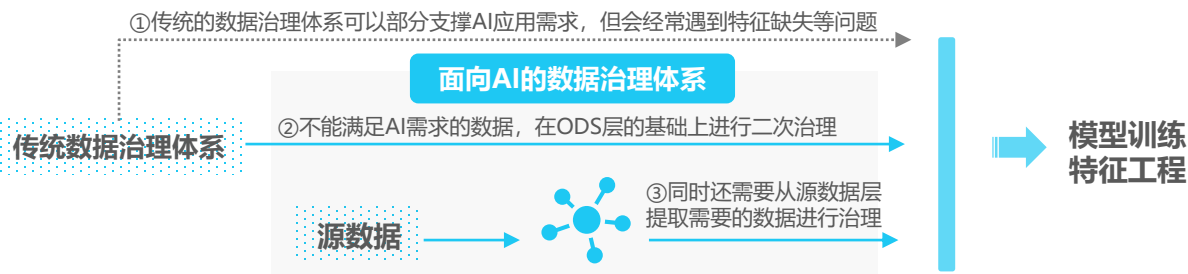 ①传统的数据治理体系可以部分支撑AI应用需求，但会经常遇到特征缺失等问题
面向AI的数据治理体系
传统数据治理体系
②不能满足AI需求的数据，在ODS层的基础上进行二次治理
模型训练
特征工程
源数据
③同时还需要从源数据层
提取需要的数据进行治理